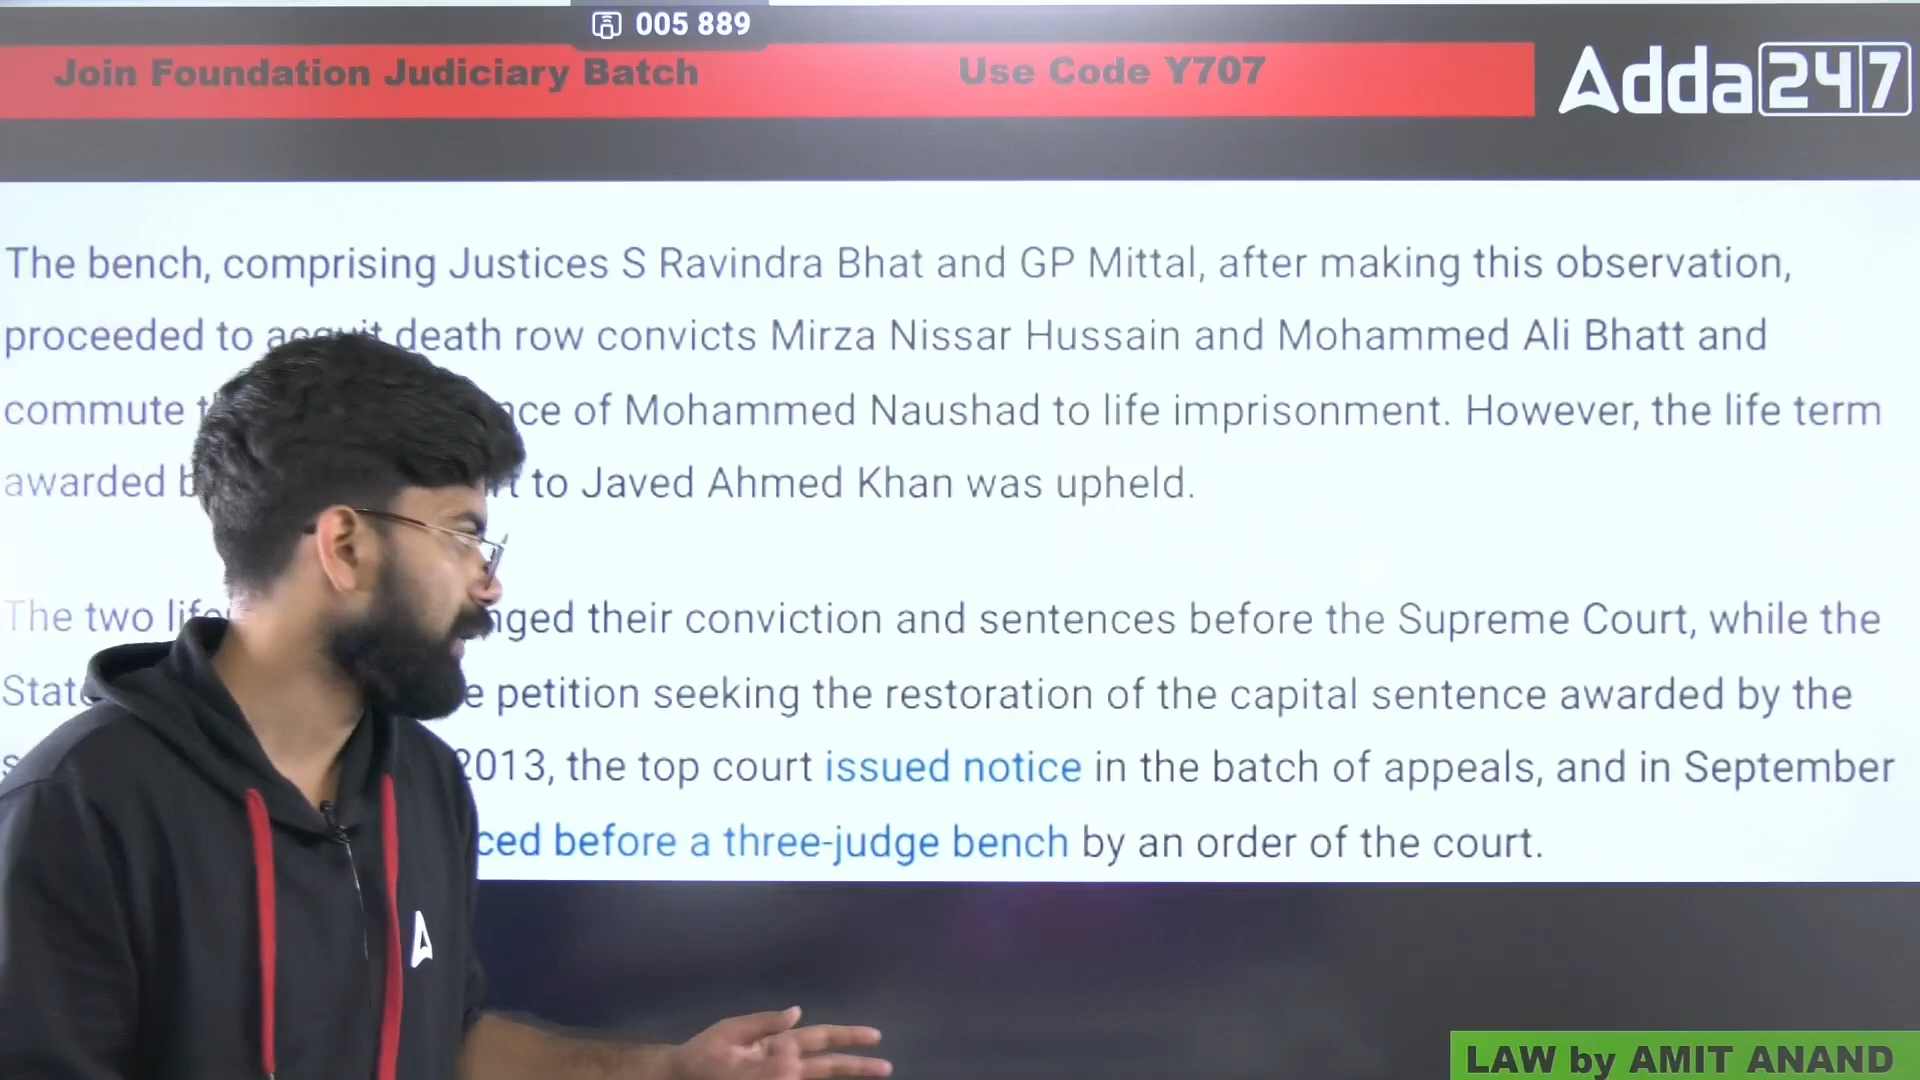 005 889
Join Foundation Judiciary Batch
Use Code Y707
Adda247
The bench, comprising Justices S Ravindra Bhat and GP Mittal, after making this observation,
proceeded to acquit death row convicts Mirza Nissar Hussain and Mohammed Ali Bhatt and
commute of Mohammed Naushad to life imprisonment. However, the life term
awarded to Javed Ahmed Khan was upheld.
The two their conviction and sentences before the Supreme Court, while the
petition seeking the restoration of the capital sentence awarded by the
2013, the top court issued notice in the batch of appeals, and in September
before a three-judge bench by an order of the court.
LAW by AMIT ANAND